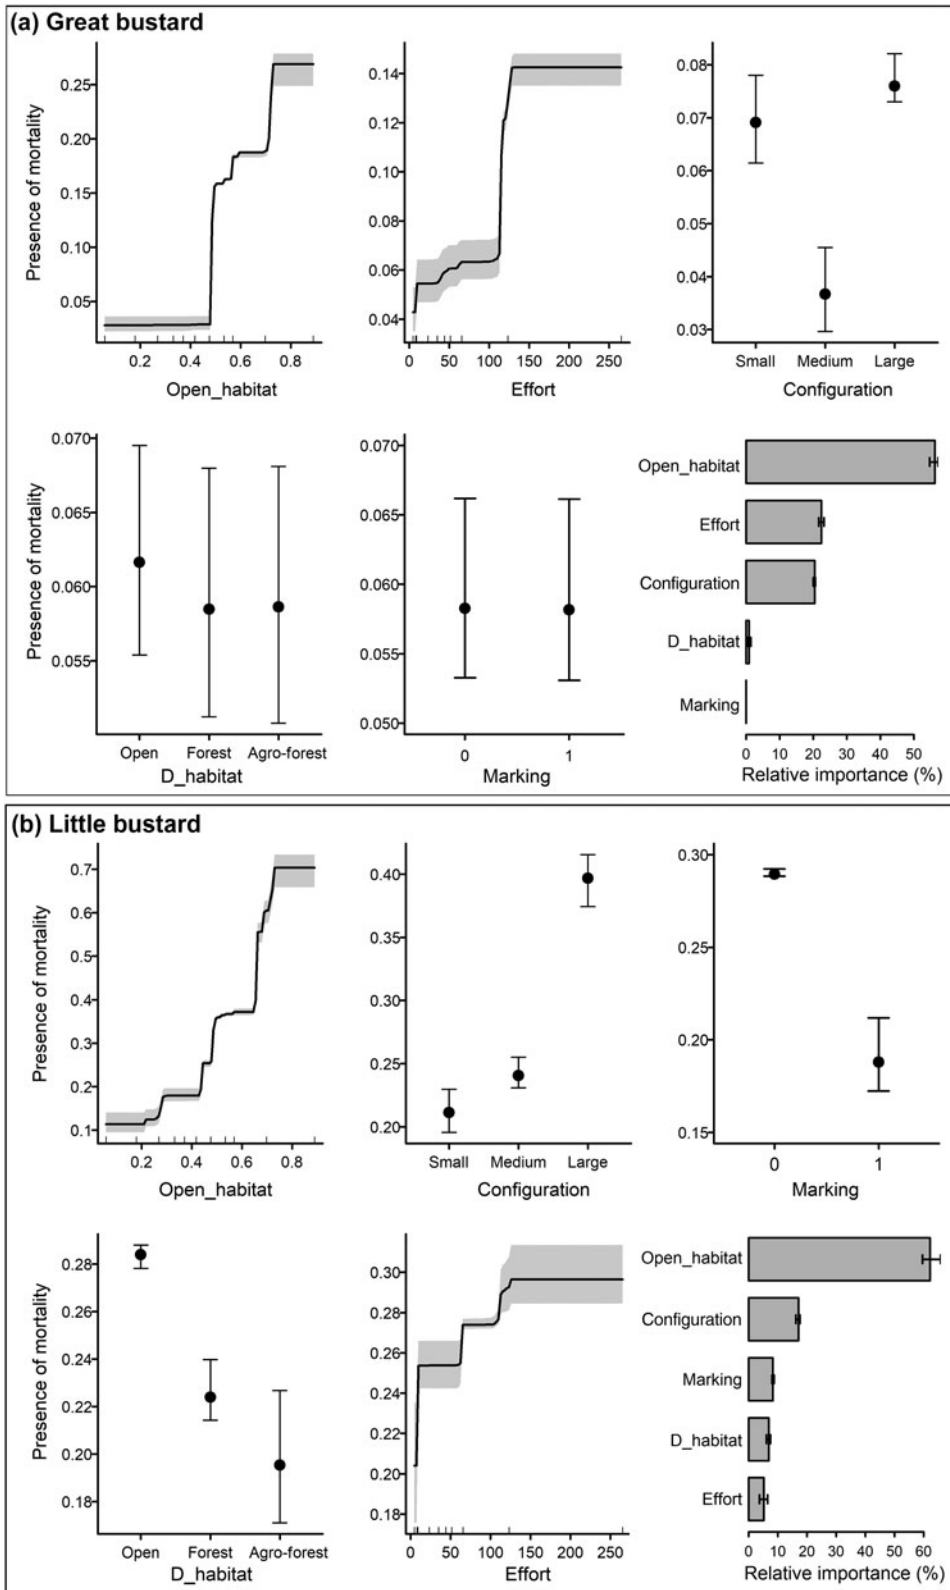 (a) Great bustard
Presence of mortality
0.25
0.20
0.15
0.10
0.05
0.2 0.4 0.6 0.8
Open_habitat
0.14
0.12
0.10
0.08
0.06
0.04
0 50 100 150 200 250
Effort
0.08
0.07
0.06
0.05
0.04
0.03
Small Medium Large
Configuration
Presence of mortality
0.070
0.065
0.060
0.055
Open Forest Agro-forest
D_habitat
0.070
0.065
0.060
0.055
0.050
0 1
Marking
Open_habitat
Effort
Configuration
D_habitat
Marking
0 10 20 30 40 50
Relative importance (%)
(b) Little bustard
Presence of mortality
0.7
0.6
0.5
0.4
0.3
0.2
0.1
0.2 0.4 0.6 0.8
Open_habitat
0.40
0.35
0.30
0.25
0.20
Small Medium Large
Configuration
0.30
0.25
0.20
0.15
0 1
Marking
Presence of mortality
0.28
0.26
0.24
0.22
0.20
0.18
Open Forest Agro-forest
D_habitat
0.30
0.28
0.26
0.24
0.22
0.20
0.18
0 50 100 150 200 250
Effort
Open_habitat
Configuration
Marking
D_habitat
Effort
0 10 20 30 40 50 60
Relative importance (%)